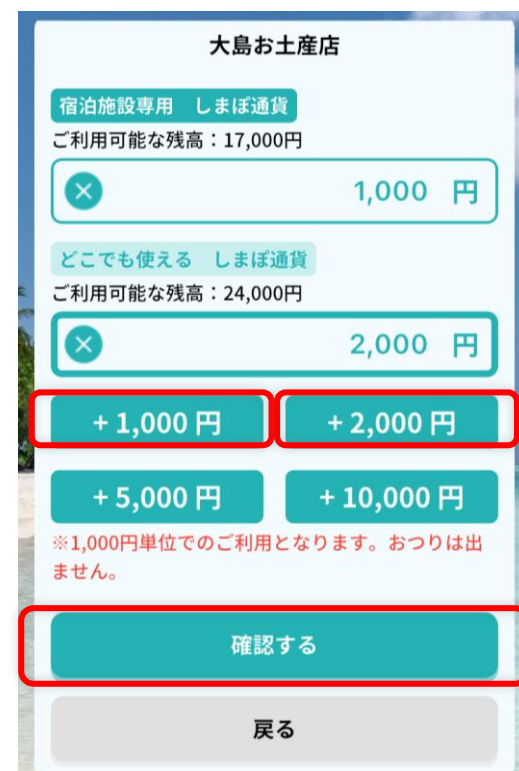 大島お土産店
宿泊施設専用 しまぽ通貨
ご利用可能な残高：17,000円
1,000 円
どこでも使える しまぽ通貨
ご利用可能な残高：24,000円
2,000 円
+ 1,000 円 + 2,000 円
+ 5,000 円 + 10,000 円
※1,000円単位でのご利用となります。おつりは出
ません。
確認する
戻る